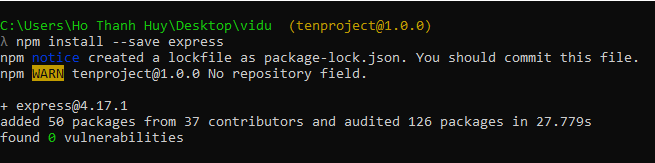 C:\Users\Ho Thanh Huy\Desktop\vidu (tenproject@1.0.0)
λ npm install --save express
npm notice created a lockfile as package-lock.json. You should commit this file.
npm WARN tenproject@1.0.0 No repository field.
+ express@4.17.1
added 50 packages from 37 contributors and audited 126 packages in 27.779s
found 0 vulnerabilities